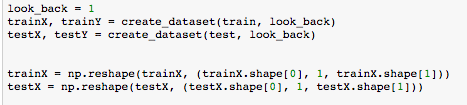 look_back = 1
trainX, trainY = create_dataset(train, look_back)
testX, testY = create_dataset(test, look_back)
trainX = np.reshape(trainX, (trainX.shape[0], 1, trainX.shape[1]))
testX = np.reshape(testX, (testX.shape[0], 1, testX.shape[1]))